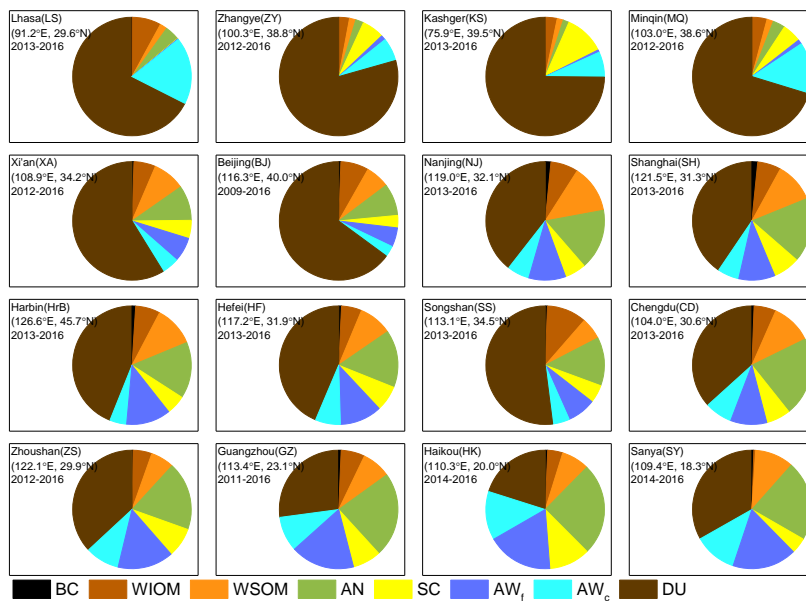 Lhasa(LS)
(91.2°E, 29.6°N)
2013-2016
Zhangye(ZY)
(100.3°E, 38.8°N)
2012-2016
Kashger(KS)
(75.9°E, 39.5°N)
2013-2016
Minqin(MQ)
(103.0°E, 38.6°N)
2012-2016
Xi'an(XA)
(108.9°E, 34.2°N)
2012-2016
Beijing(BJ)
(116.3°E, 40.0°N)
2009-2016
Nanjing(NJ)
(119.0°E, 32.1°N)
2013-2016
Shanghai(SH)
(121.5°E, 31.3°N)
2013-2016
Harbin(HrB)
(126.6°E, 45.7°N)
2013-2016
Hefei(HF)
(117.2°E, 31.9°N)
2013-2016
Songshan(SS)
(113.1°E, 34.5°N)
2013-2016
Chengdu(CD)
(104.0°E, 30.6°N)
2013-2016
Zhoushan(ZS)
(122.1°E, 29.9°N)
2012-2016
Guangzhou(GZ)
(113.4°E, 23.1°N)
2011-2016
Haikou(HK)
(110.3°E, 20.0°N)
2014-2016
Sanya(SY)
(109.4°E, 18.3°N)
2014-2016
BC WIOM WSOM AN SC AWf AWc DU